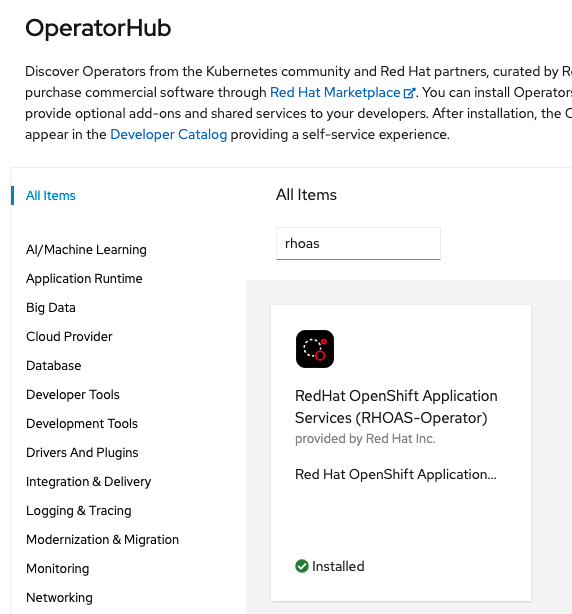 OperatorHub
Discover Operators from the Kubernetes community and Red Hat partners, curated by
purchase commercial software through Red Hat Marketplace. You can install Operators
provide optional add-ons and shared services to your developers. After installation, the
appear in the Developer Catalog providing a self-service experience.
All Items
All Items
rhoas
AI/Machine Learning
Application Runtime
Big Data
Cloud Provider
Database
Developer Tools
Development Tools
Drivers And Plugins
Integration & Delivery
Logging & Tracing
Modernization & Migration
Monitoring
Networking
RedHat OpenShift Application
Services (RHOAS-Operator)
provided by Red Hat Inc.
Red Hat OpenShift Application...
Installed